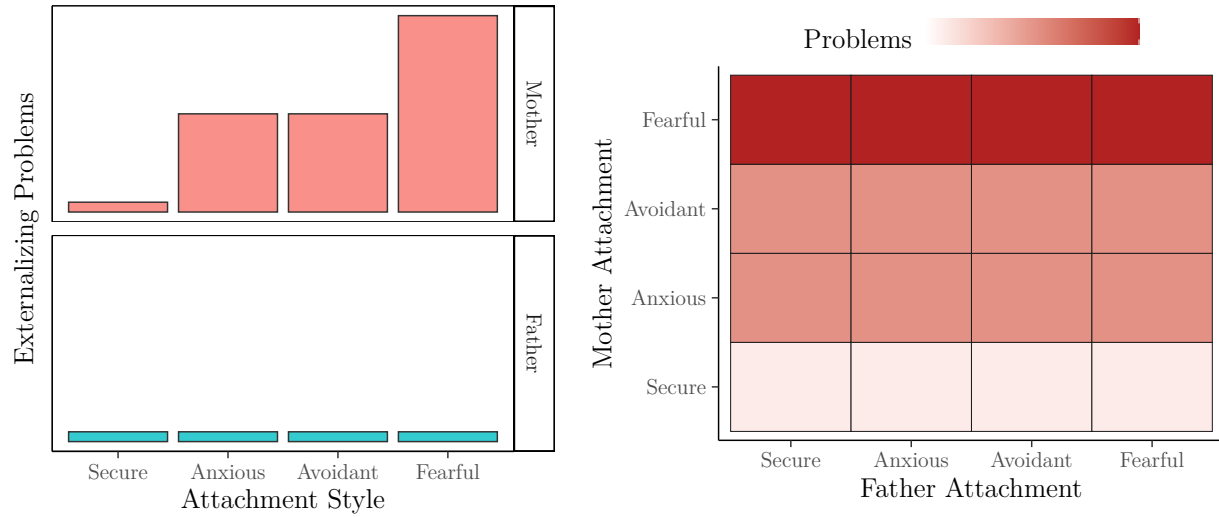 Externalizing Problems
Mother
Father
Secure Anxious Avoidant Fearful
Attachment Style
Problems
Mother Attachment
Fearful
Avoidant
Anxious
Secure
Secure Anxious Avoidant Fearful
Father Attachment